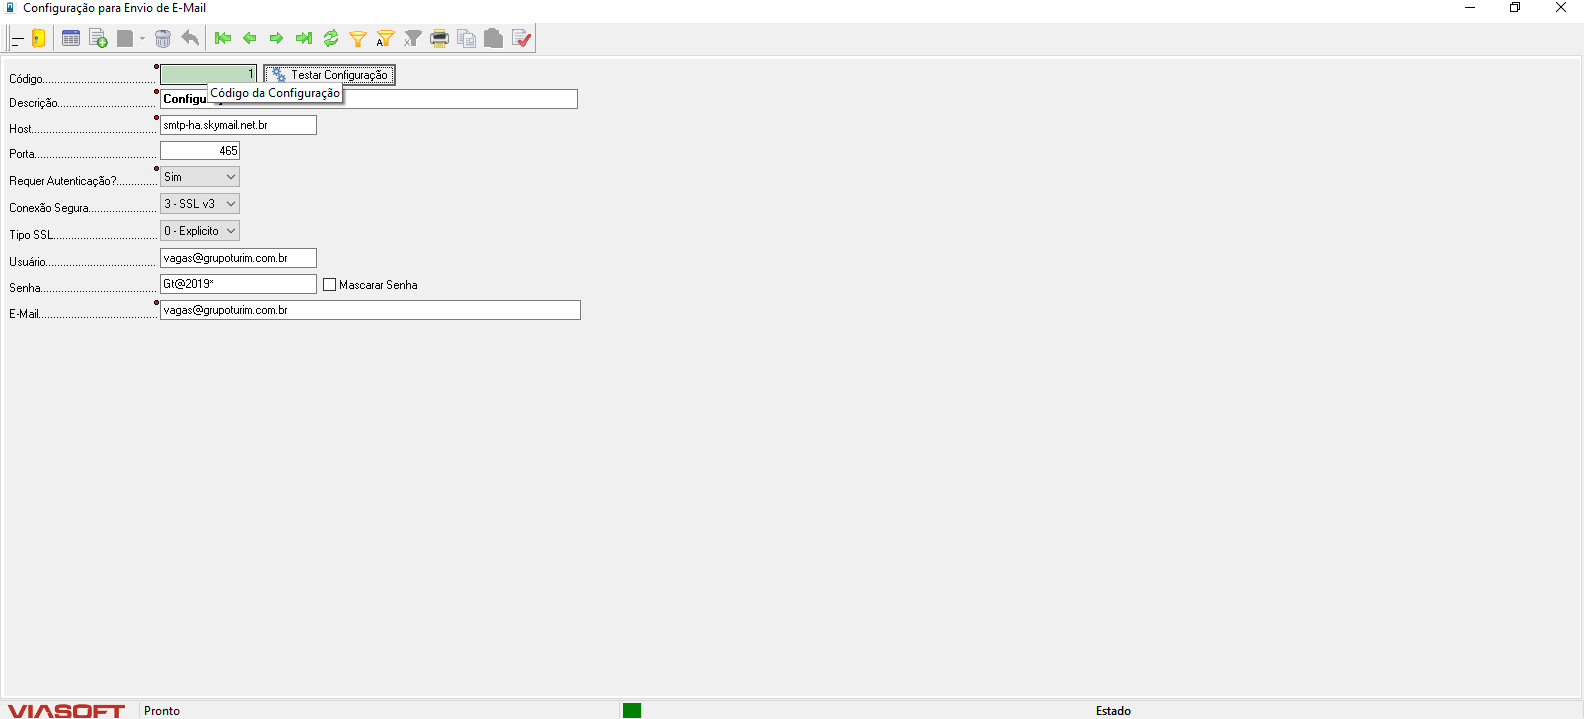 Configuração para Envio de E-Mail
Código 1 Testar Configuração
Código da Configuração
Descrição
Host smtp-ha.skymail.net.br
Porta 465
Requer Autenticação? Sim
Conexão Segura 3 - SSL v3
Tipo SSL 0 - Explicito
Usuário vagas@grupoturim.com.br
Senha Gt@2019* Mascarar Senha
E-Mail vagas@grupoturim.com.br
VIASOFT Pronto Estado